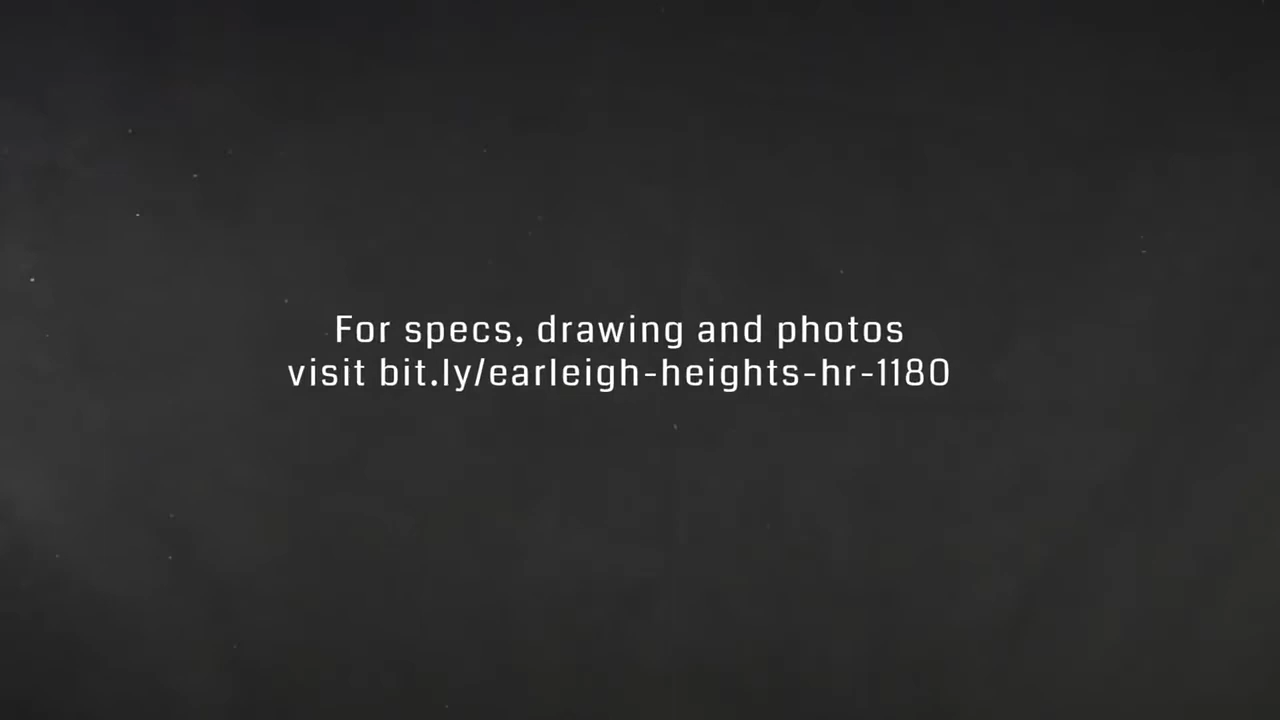 For specs, drawing and photos
visit bit.ly/earleigh-heights-hr-1180